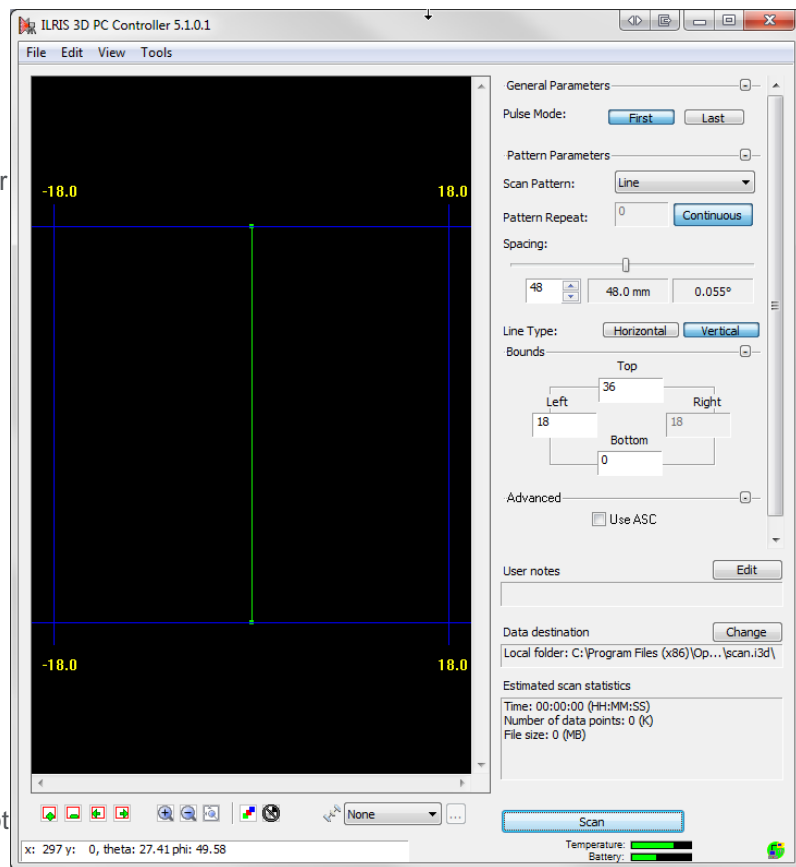 ILRIS 3D PC Controller 5.1.0.1
File Edit View Tools
General Parameters
Pulse Mode: First Last
Pattern Parameters
Scan Pattern: Line
Pattern Repeat: 0 Continuous
Spacing:
48 48.0 mm 0.055°
Line Type: Horizontal Vertical
Bounds
Top
36
Left Right
18 18
Bottom
0
Advanced
Use ASC
User notes Edit
Data destination Change
Local folder: C:\Program Files (x86)\Op...\scan.i3d\
Estimated scan statistics
Time: 00:00:00 (HH:MM:SS)
Number of data points: 0 (K)
File size: 0 (MB)
-18.0 18.0
-18.0 18.0
None
Scan
x: 297 y: 0, theta: 27.41 phi: 49.58
Temperature:
Battery: